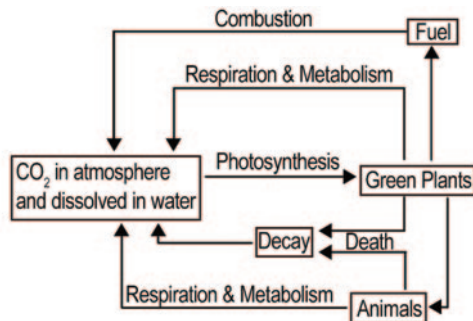 Combustion
Fuel
Respiration & Metabolism
CO₂ in atmosphere
and dissolved in water
Photosynthesis
Green Plants
Decay
Death
Respiration & Metabolism
Animals